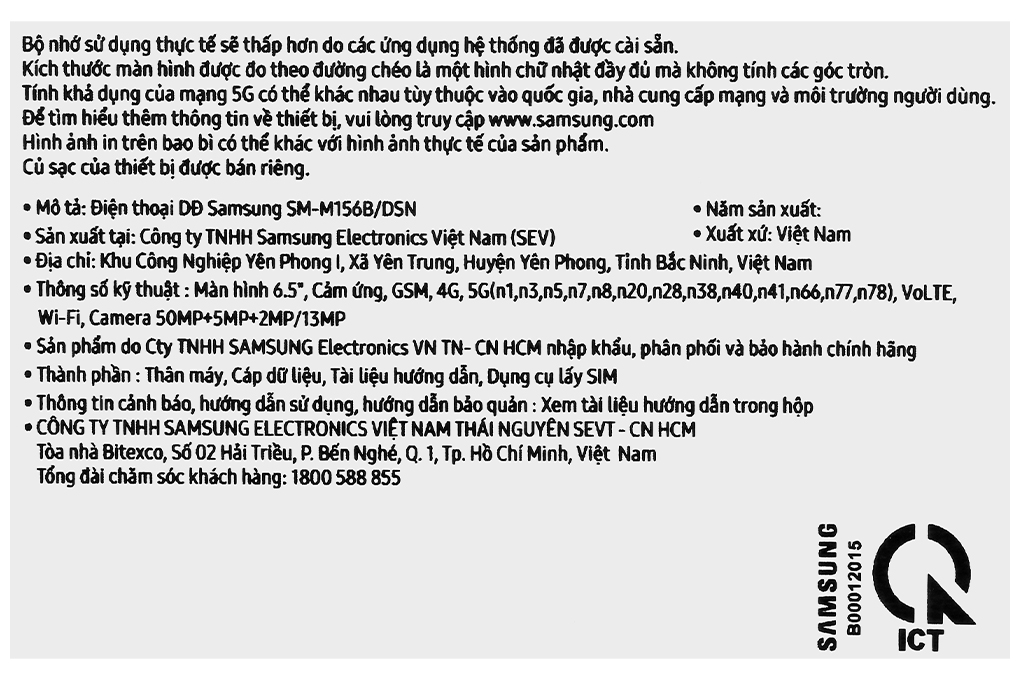 Bộ nhớ sử dụng thực tế sẽ thấp hơn do các ứng dụng hệ thống đã được cài sẵn.
Kích thước màn hình được đo theo đường chéo là một hình chữ nhật đầy đủ mà không tính các góc tròn.
Tính khả dụng của mạng 5G có thể khác nhau tùy thuộc vào quốc gia, nhà cung cấp mạng và môi trường người dùng.
Để tìm hiểu thêm thông tin về thiết bị, vui lòng truy cập www.samsung.com
Hình ảnh in trên bao bì có thể khác với hình ảnh thực tế của sản phẩm.
Củ sạc của thiết bị được bán riêng.
• Mô tả: Điện thoại DĐ Samsung SM-M156B/DSN
• Năm sản xuất:
• Sản xuất tại: Công ty TNHH Samsung Electronics Việt Nam (SEV)
• Xuất xứ: Việt Nam
• Địa chỉ: Khu Công Nghiệp Yên Phong I, Xã Yên Trung, Huyện Yên Phong, Tỉnh Bắc Ninh, Việt Nam
• Thông số kỹ thuật : Màn hình 6.5", Cảm ứng, GSM, 4G, 5G(n1,n3,n5,n7,n8,n20,n28,n38,n40,n41,n66,n77,n78), VoLTE,
Wi-Fi, Camera 50MP+5MP+2MP/13MP
• Sản phẩm do Cty TNHH SAMSUNG Electronics VN TN- CN HCM nhập khẩu, phân phối và bảo hành chính hãng
• Thành phần : Thân máy, Cáp dữ liệu, Tài liệu hướng dẫn, Dụng cụ lấy SIM
• Thông tin cảnh báo, hướng dẫn sử dụng, hướng dẫn bảo quản : Xem tài liệu hướng dẫn trong hộp
• CÔNG TY TNHH SAMSUNG ELECTRONICS VIỆT NAM THÁI NGUYÊN SEVT - CN HCM
Tòa nhà Bitexco, Số 02 Hải Triều, P. Bến Nghé, Q. 1, Tp. Hồ Chí Minh, Việt Nam
Tổng đài chăm sóc khách hàng: 1800 588 855
SAMSUNG
B00012015
ICT